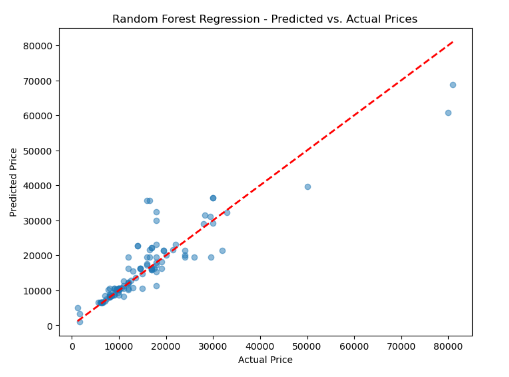 Random Forest Regression - Predicted vs. Actual Prices
80000
70000
60000
50000
40000
30000
20000
10000
0
Predicted Price
0 10000 20000 30000 40000 50000 60000 70000 80000
Actual Price